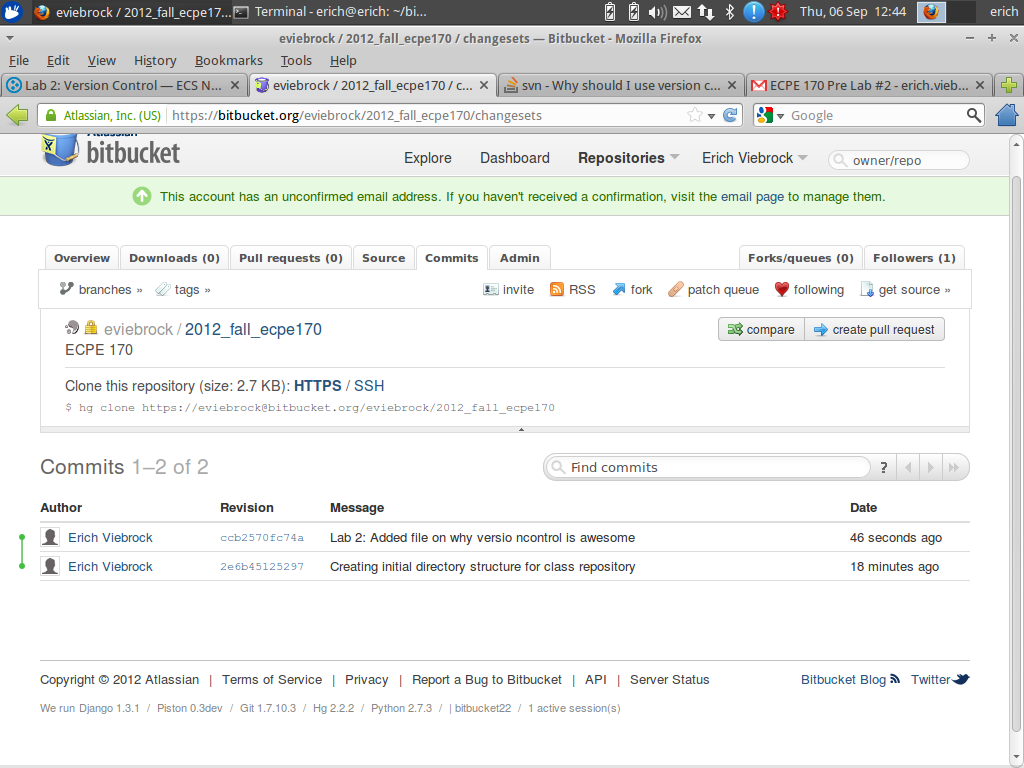 eviebrock / 2012_fall_ecpe17... Terminal - erich@erich: ~/bi... Thu, 06 Sep 12:44 erich
eviebrock / 2012_fall_ecpe170 / changesets — Bitbucket - Mozilla Firefox
File Edit View History Bookmarks Tools Help
Lab 2: Version Control — ECS N... eviebrock / 2012_fall_ecpe170 / c... svn - Why should I use version c... ECPE 170 Pre Lab #2 - erich.vieb...
Atlassian, Inc. (US) https://bitbucket.org/eviebrock/2012_fall_ecpe170/changesets Google
Atlassian
bitbucket Explore Dashboard Repositories Erich Viebrock owner/repo
This account has an unconfirmed email address. If you haven't received a confirmation, visit the email page to manage them.
Overview Downloads (0) Pull requests (0) Source Commits Admin Forks/queues (0) Followers (1)
branches » tags » invite RSS fork patch queue following get source »
eviebrock / 2012_fall_ecpe170 compare create pull request
ECPE 170
Clone this repository (size: 2.7 KB): HTTPS / SSH
$ hg clone https://eviebrock@bitbucket.org/eviebrock/2012_fall_ecpe170
Commits 1–2 of 2 Find commits ?
Author Revision Message Date
Erich Viebrock ccb2570fc74a Lab 2: Added file on why versio ncontrol is awesome 46 seconds ago
Erich Viebrock 2e6b45125297 Creating initial directory structure for class repository 18 minutes ago
Copyright © 2012 Atlassian | Terms of Service | Privacy | Report a Bug to Bitbucket | API | Server Status Bitbucket Blog Twitter
We run Django 1.3.1 / Piston 0.3dev / Git 1.7.10.3 / Hg 2.2.2 / Python 2.7.3 / | bitbucket22 / 1 active session(s)